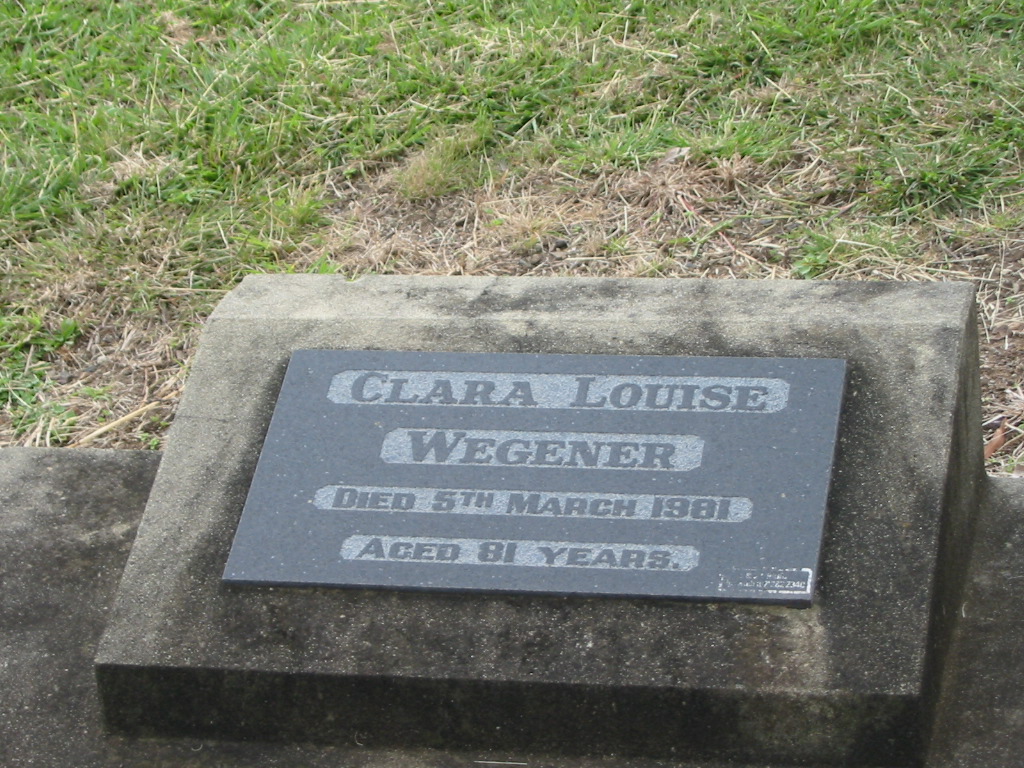 CLARA LOUISE
WEGENER
DIED 5TH MARCH 1981
AGED 81 YEARS.